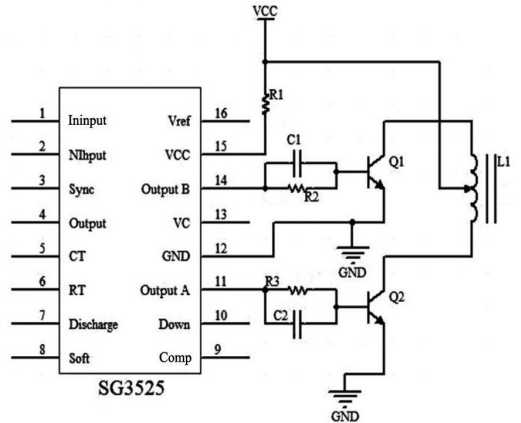 VCC
R1
1 Ininput Vref 16
2 NIhput VCC 15
3 Sync Output B 14
4 Output VC 13
5 CT GND 12
6 RT Output A 11
7 Discharge Down 10
8 Soft Comp 9
SG3525
C1
R2
Q1
L1
GND
R3
C2
Q2
GND